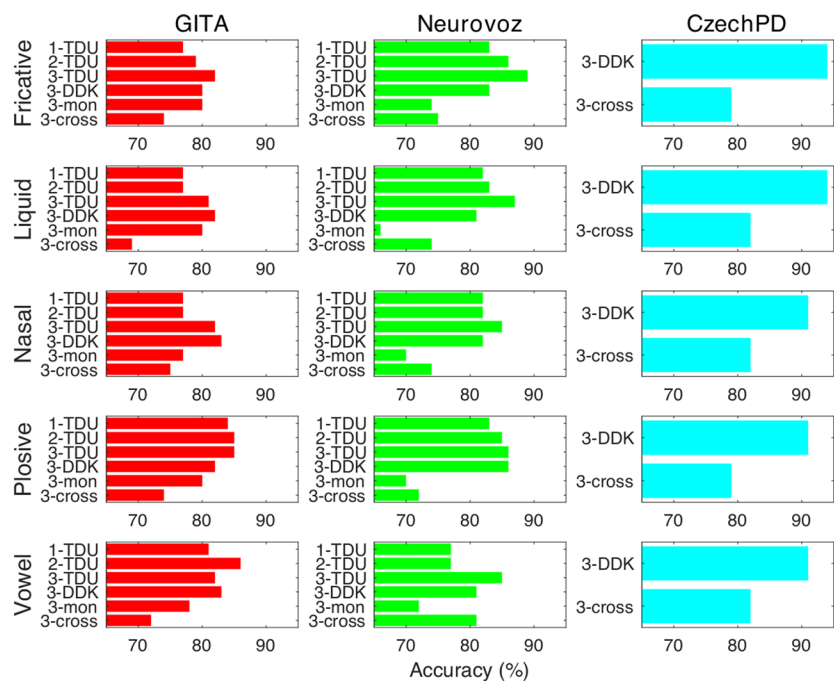 GITA Neurovoz CzechPD
Fricative
1-TDU 1-TDU
2-TDU 2-TDU 3-DDK
3-TDU 3-TDU
3-DDK 3-DDK
3-mon 3-mon 3-cross
3-cross 3-cross
70 80 90 70 80 90 70 80 90
Liquid
1-TDU 1-TDU
2-TDU 2-TDU 3-DDK
3-TDU 3-TDU
3-DDK 3-DDK
3-mon 3-mon 3-cross
3-cross 3-cross
70 80 90 70 80 90 70 80 90
Nasal
1-TDU 1-TDU
2-TDU 2-TDU 3-DDK
3-TDU 3-TDU
3-DDK 3-DDK
3-mon 3-mon 3-cross
3-cross 3-cross
70 80 90 70 80 90 70 80 90
Plosive
1-TDU 1-TDU
2-TDU 2-TDU 3-DDK
3-TDU 3-TDU
3-DDK 3-DDK
3-mon 3-mon 3-cross
3-cross 3-cross
70 80 90 70 80 90 70 80 90
Vowel
1-TDU 1-TDU
2-TDU 2-TDU 3-DDK
3-TDU 3-TDU
3-DDK 3-DDK
3-mon 3-mon 3-cross
3-cross 3-cross
70 80 90 70 80 90 70 80 90
Accuracy (%)